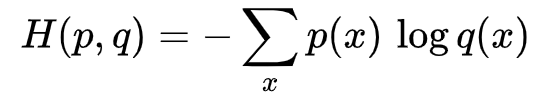 H(p, q) = − ∑ p(x) log q(x)
x